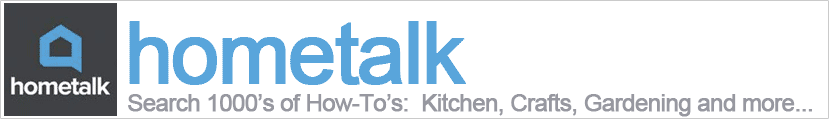 hometalk
hometalk
Search 1000's of How-To's:  Kitchen, Crafts, Gardening and more...